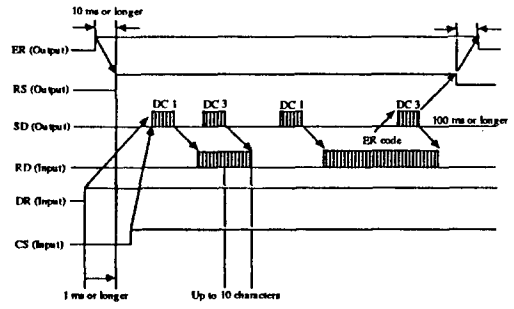 10 ms or longer
ER (Output)
RS (Output)
DC 1
DC 3
DC 1
DC 3
SD (Output)
100 ms or longer
ER code
RD (Input)
DR (Input)
CS (Input)
1 ms or longer
Up to 10 characters